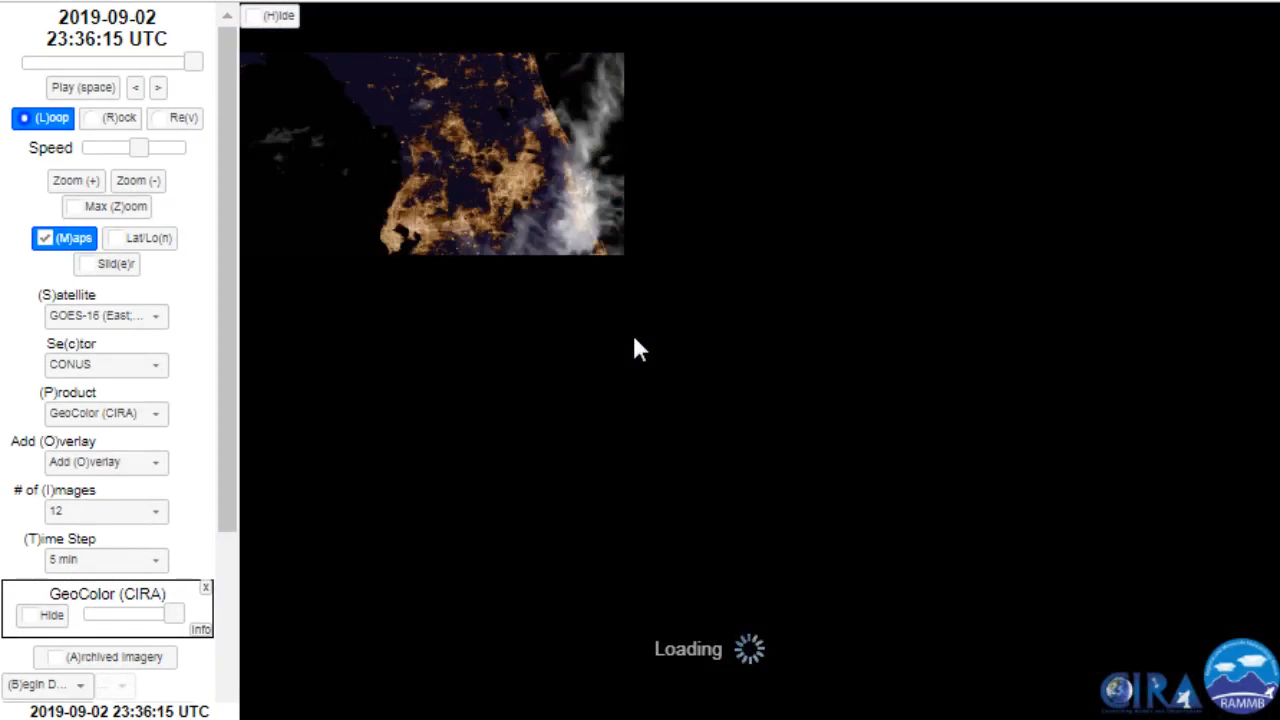 2019-09-02
23:36:15 UTC
(H)ide
Play (space)
<
>
(L)oop
(R)ock
Re(v)
Speed
Zoom (+)
Zoom (-)
Max (Z)oom
(M)aps
Lat/Lo(n)
Slid(e)r
(S)atellite
GOES-16 (East;...
Se(c)tor
CONUS
(P)roduct
GeoColor (CIRA)
Add (O)verlay
Add (O)verlay
# of (I)mages
12
(T)ime Step
5 min
x
GeoColor (CIRA)
Hide
Info
(A)rchived Imagery
(B)egin D...
...
2019-09-02 23:36:15 UTC
Loading
CIRA
RAMMB